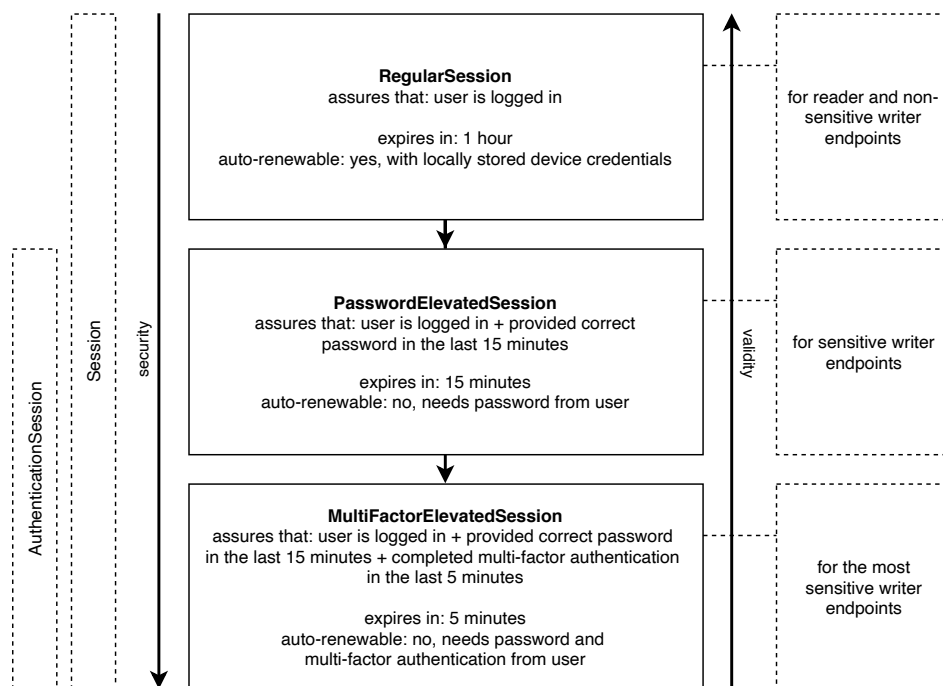 RegularSession
assures that: user is logged in
expires in: 1 hour
auto-renewable: yes, with locally stored device credentials
for reader and non-
sensitive writer
endpoints
PasswordElevatedSession
assures that: user is logged in + provided correct
password in the last 15 minutes
expires in: 15 minutes
auto-renewable: no, needs password from user
for sensitive writer
endpoints
MultiFactorElevatedSession
assures that: user is logged in + provided correct password
in the last 15 minutes + completed multi-factor authentication
in the last 5 minutes
expires in: 5 minutes
auto-renewable: no, needs password and
multi-factor authentication from user
for the most
sensitive writer
endpoints
AuthenticationSession
Session
security
validity